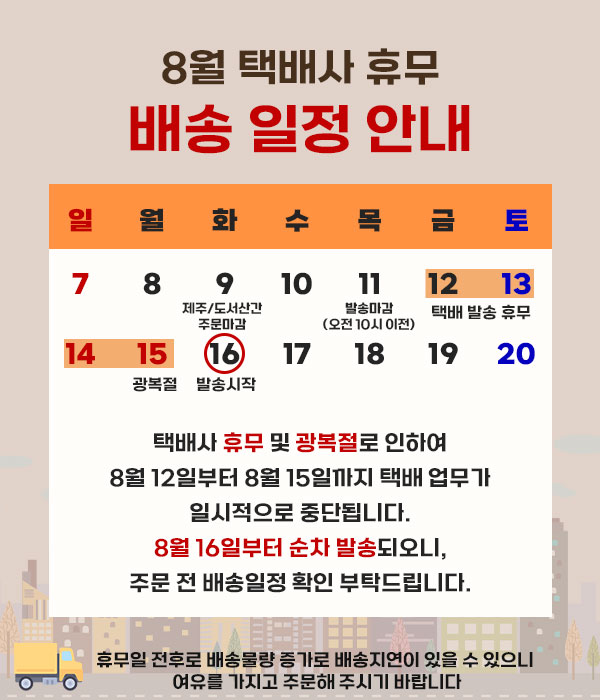 8월 택배사 휴무
배송 일정 안내
일 월 화 수 목 금 토
7 8 9 10 11 12 13
제주/도서산간 발송마감 택배 발송 휴무
주문마감 (오전 10시 이전)
14 15 16 17 18 19 20
광복절 발송시작
택배사 휴무 및 광복절로 인하여
8월 12일부터 8월 15일까지 택배 업무가
일시적으로 중단됩니다.
8월 16일부터 순차 발송되오니,
주문 전 배송일정 확인 부탁드립니다.
휴무일 전후로 배송물량 증가로 배송지연이 있을 수 있으니
여유를 가지고 주문해 주시기 바랍니다